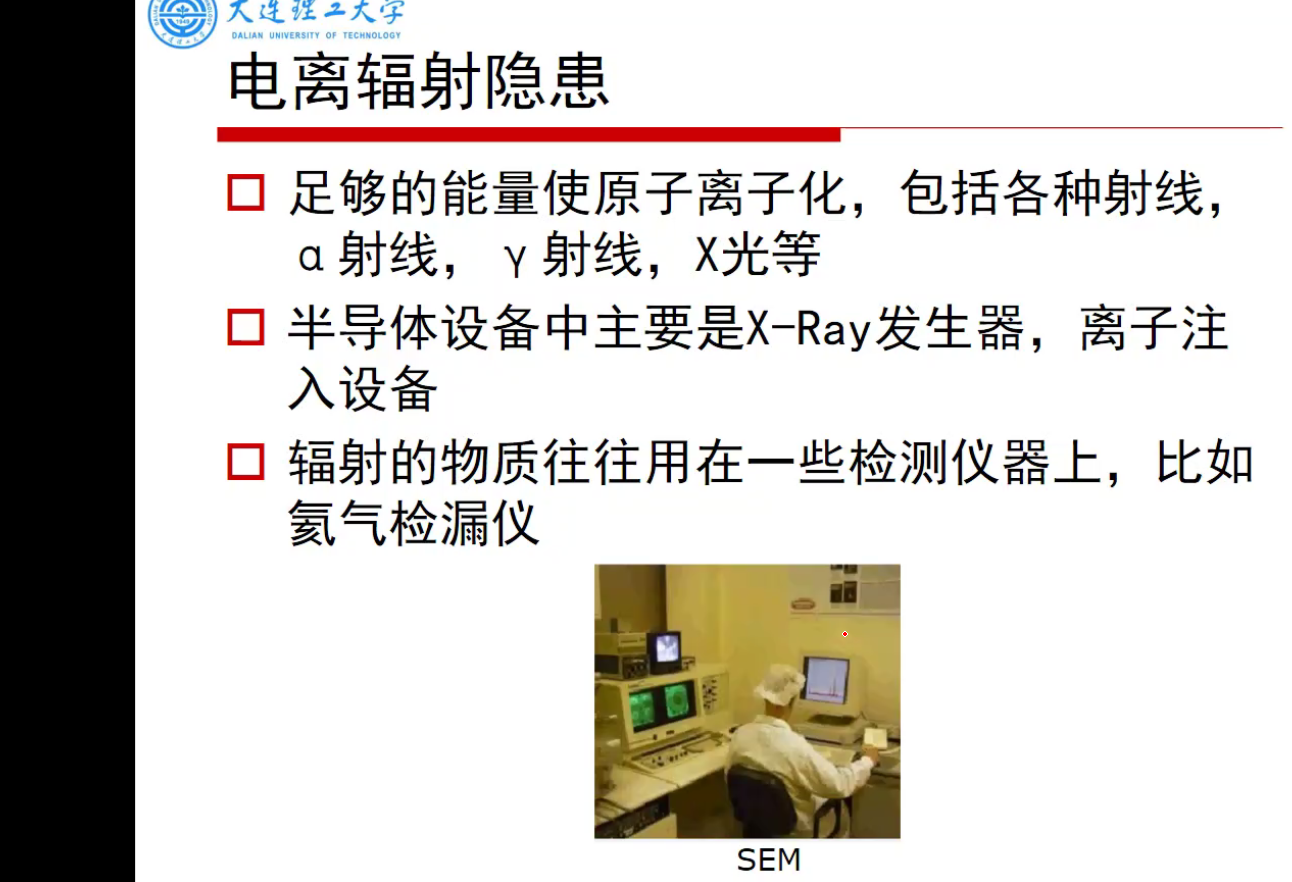 大连理工大学
DALIAN UNIVERSITY OF TECHNOLOGY
电离辐射隐患
足够的能量使原子离子化，包括各种射线，
α射线，γ射线，X光等
半导体设备中主要是X-Ray发生器，离子注
入设备
辐射的物质往往用在一些检测仪器上，比如
氦气检漏仪
SEM